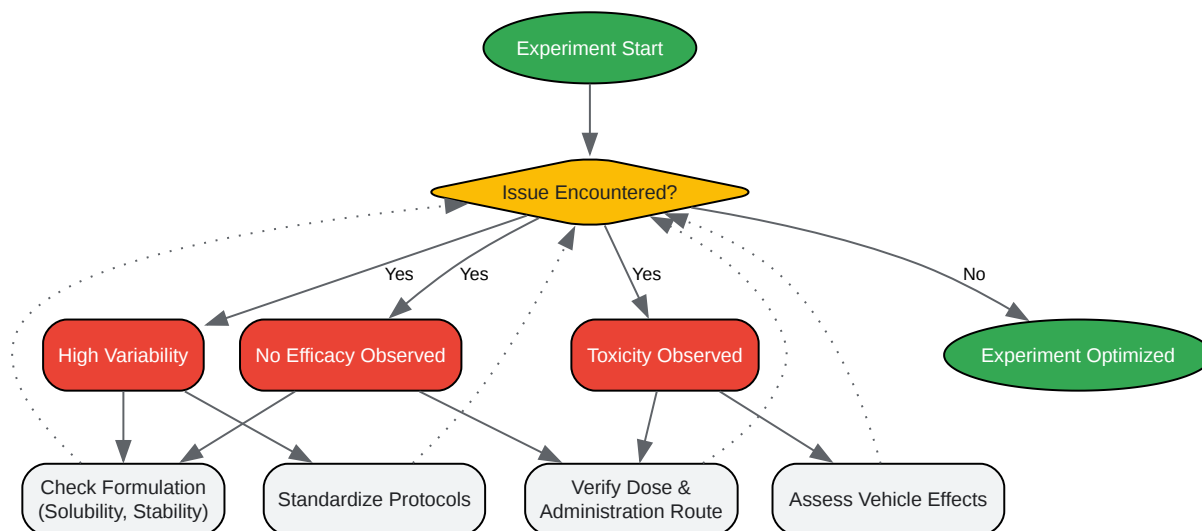 Experiment Start
Issue Encountered?
Yes
Yes
Yes
No
High Variability
No Efficacy Observed
Toxicity Observed
Experiment Optimized
Check Formulation
(Solubility, Stability)
Standardize Protocols
Verify Dose &
Administration Route
Assess Vehicle Effects